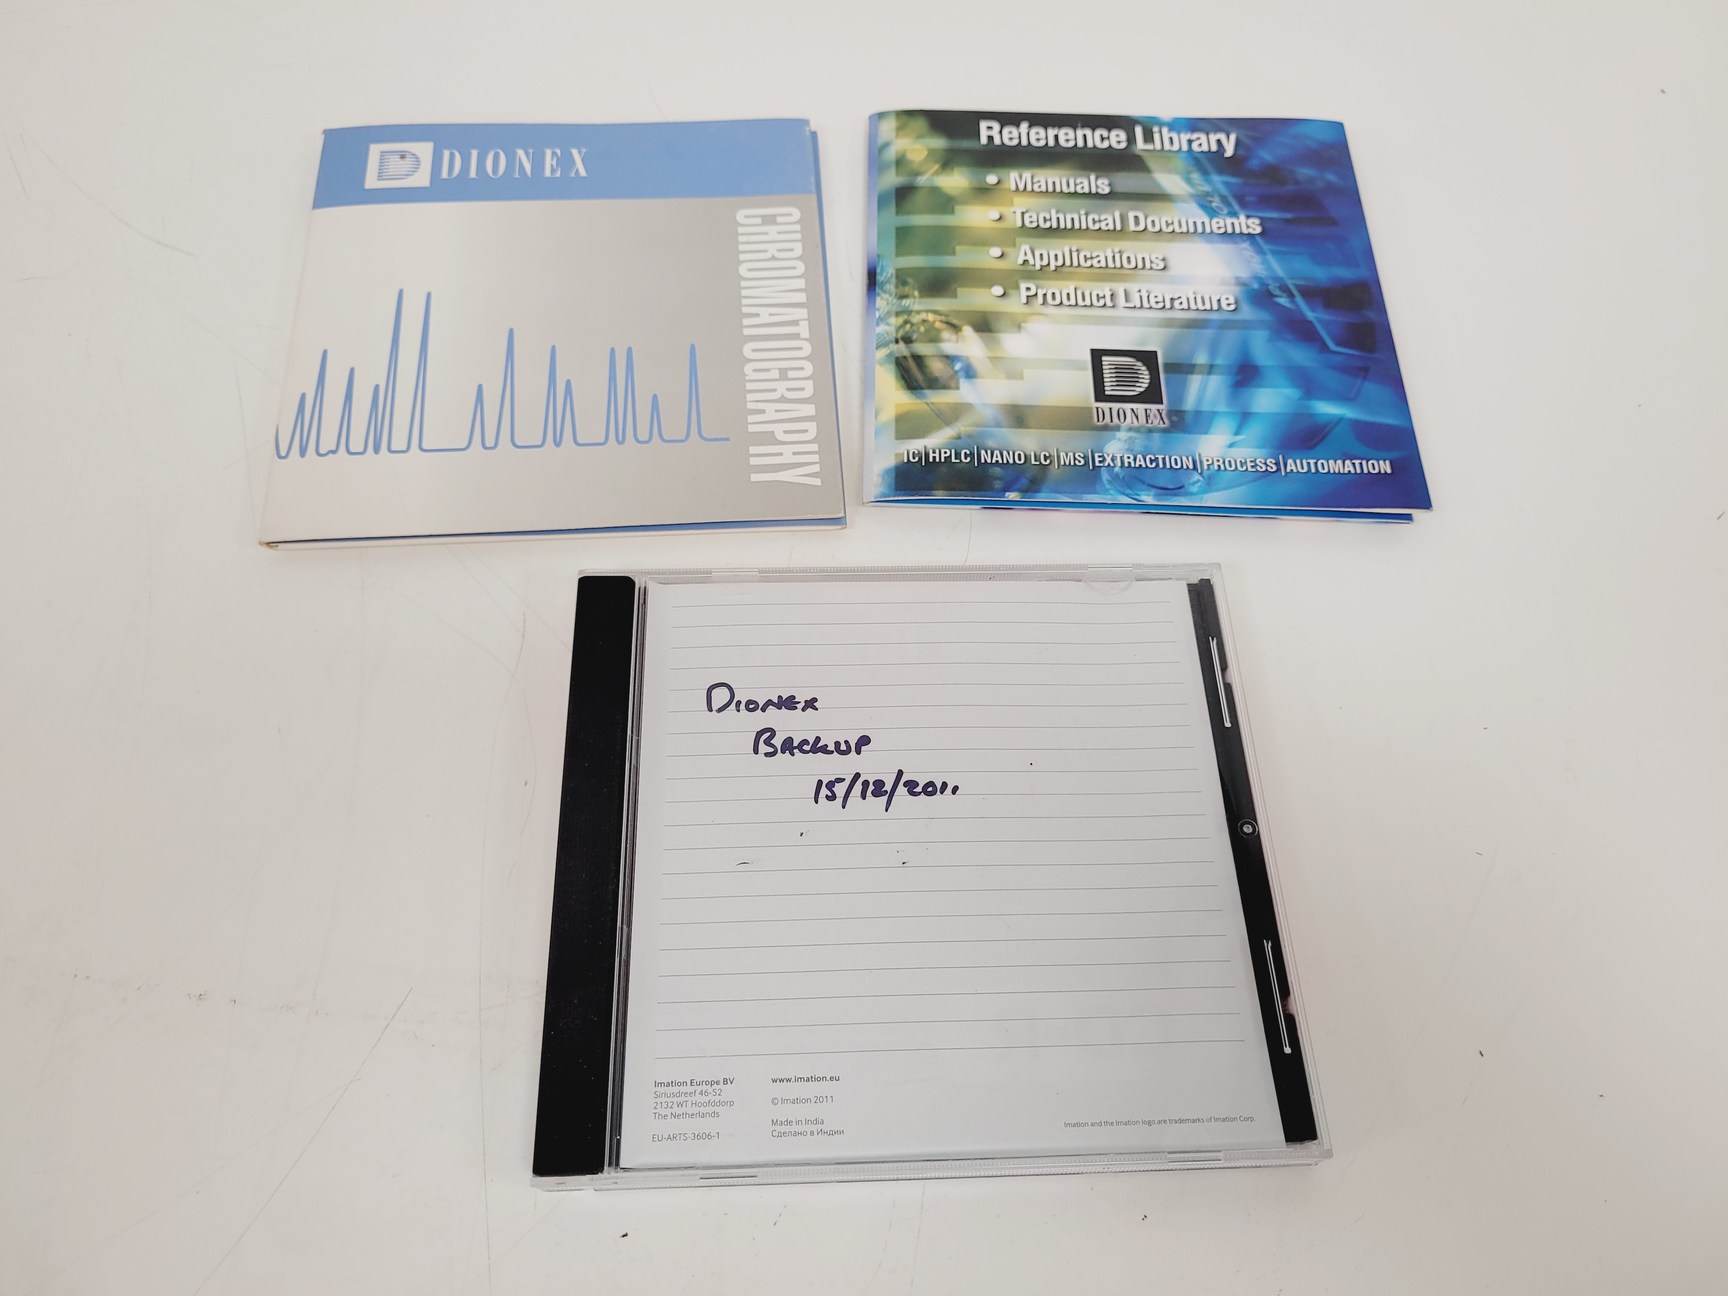 DIONEX
CHROMATOGRAPHY
Reference Library
• Manuals
• Technical Documents
• Applications
• Product Literature
DIONEX
IC|HPLC|NANO LC|MS|EXTRACTION|PROCESS|AUTOMATION
DIONEX
BACKUP
15/12/2011
Imation Europe BV
Siriusdreef 46-52
2132 WT Hoofddorp
The Netherlands
EU-ARTS-3606-1
www.imation.eu
© Imation 2011
Made in India
Сделано в Индии
Imation and the Imation logo are trademarks of Imation Corp.